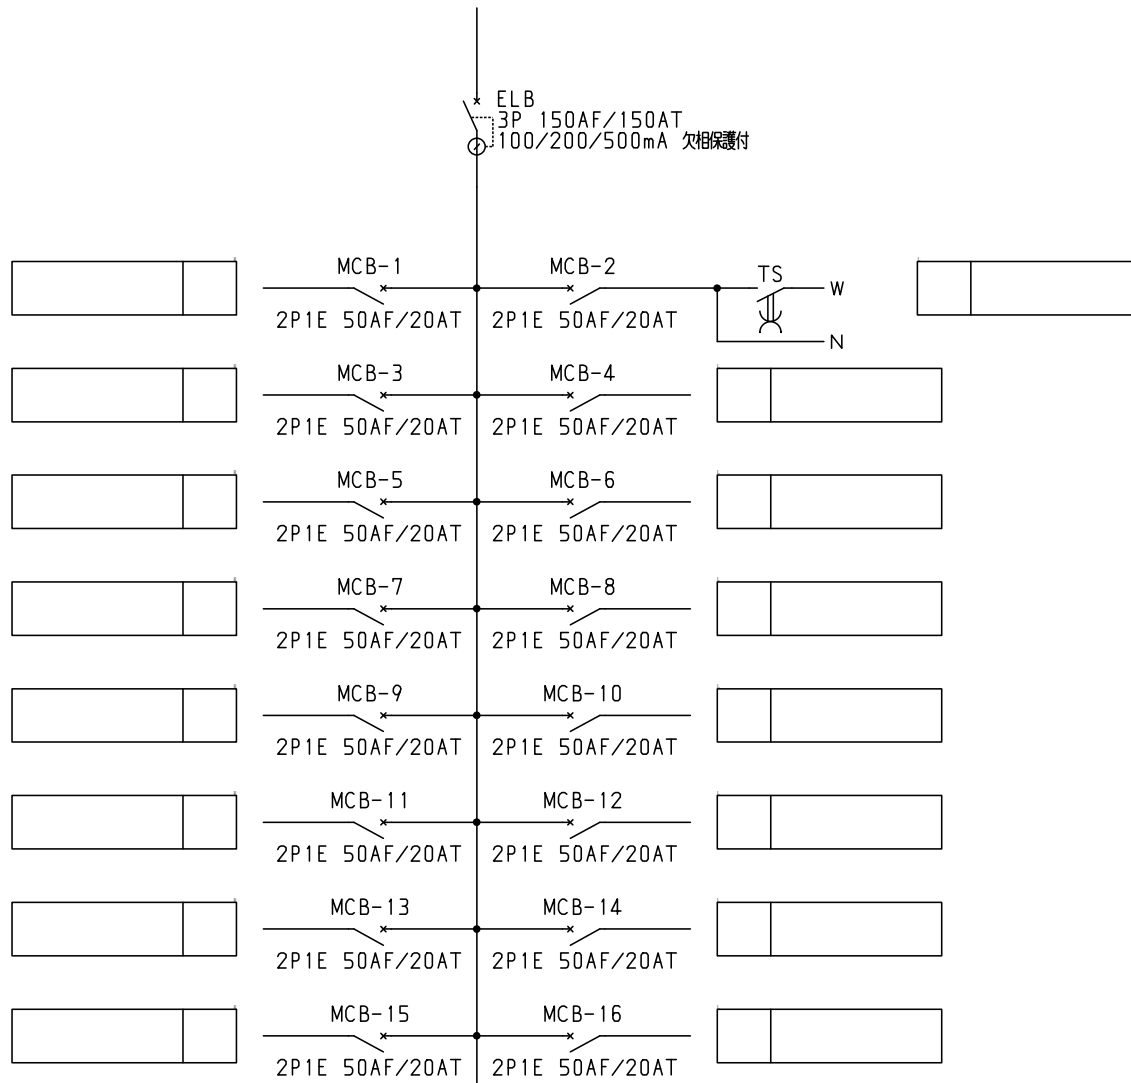 ELB
3P 150AF/150AT
100/200/500mA 欠相保護付
MCB-1 MCB-2 TS W
2P1E 50AF/20AT 2P1E 50AF/20AT N
MCB-3 MCB-4
2P1E 50AF/20AT 2P1E 50AF/20AT
MCB-5 MCB-6
2P1E 50AF/20AT 2P1E 50AF/20AT
MCB-7 MCB-8
2P1E 50AF/20AT 2P1E 50AF/20AT
MCB-9 MCB-10
2P1E 50AF/20AT 2P1E 50AF/20AT
MCB-11 MCB-12
2P1E 50AF/20AT 2P1E 50AF/20AT
MCB-13 MCB-14
2P1E 50AF/20AT 2P1E 50AF/20AT
MCB-15 MCB-16
2P1E 50AF/20AT 2P1E 50AF/20AT